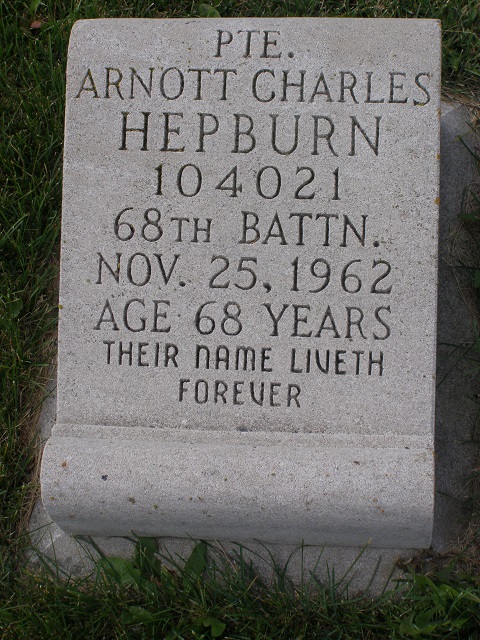 PTE.
ARNOTT CHARLES
HEPBURN
104021
68TH BATTN.
NOV. 25, 1962
AGE 68 YEARS
THEIR NAME LIVETH
FOREVER